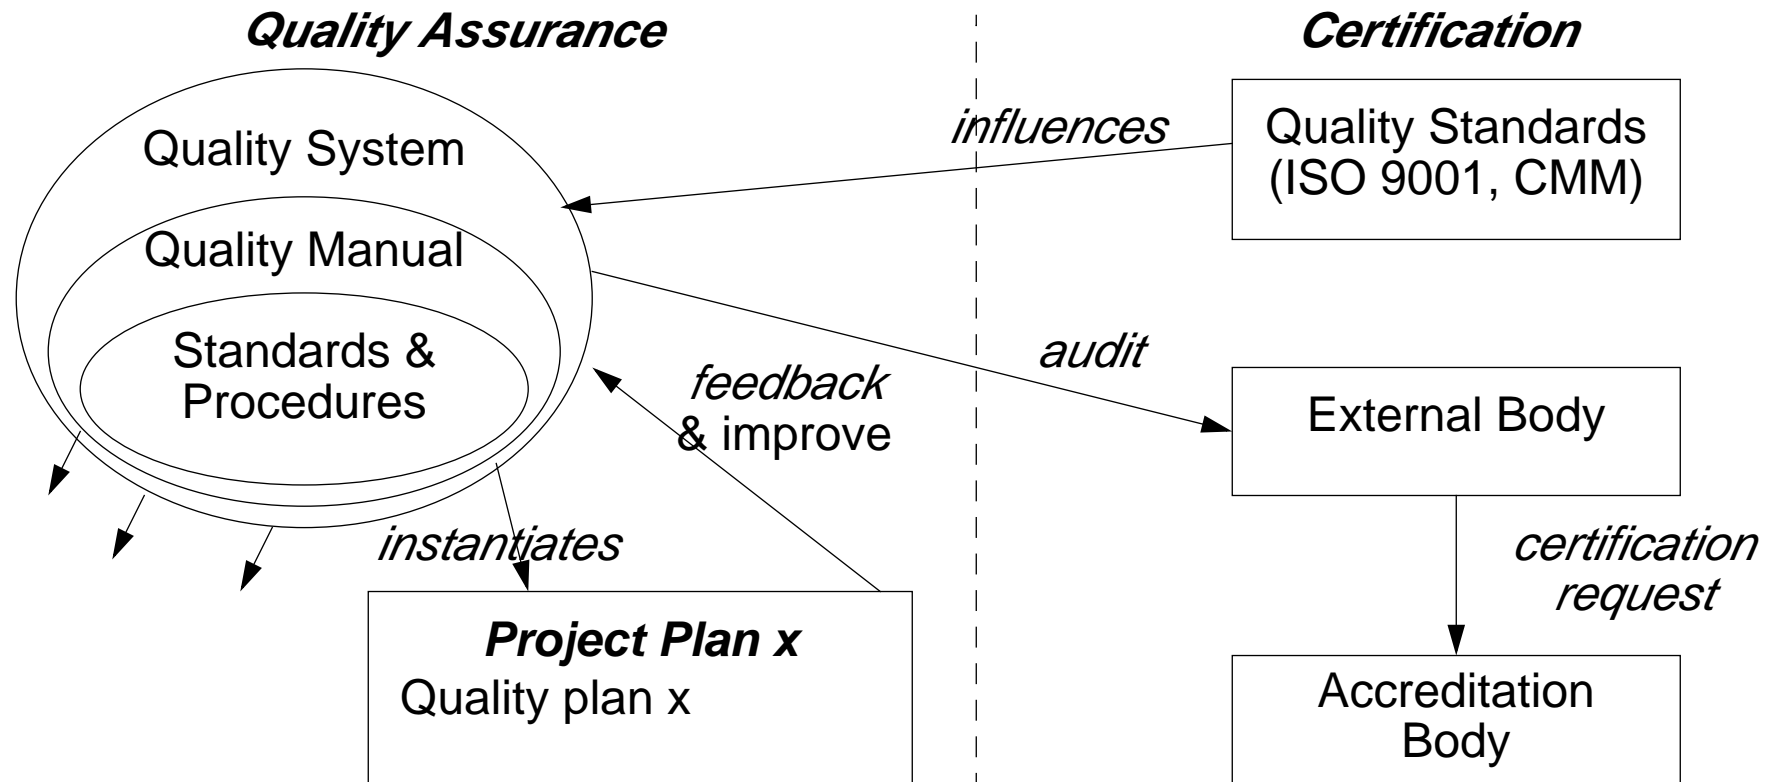 Quality Assurance
Certification
Quality System
influences
Quality Standards
(ISO 9001, CMM)
Quality Manual
Standards &
Procedures
feedback
& improve
audit
External Body
instantiates
certification
request
Project Plan x
Quality plan x
Accreditation
Body